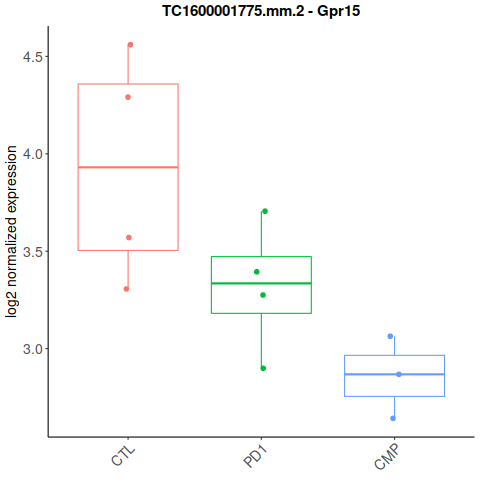 TC1600001775.mm.2 - Gpr15
log2 normalized expression
4.5
4.0
3.5
3.0
CTL
PD1
CMP